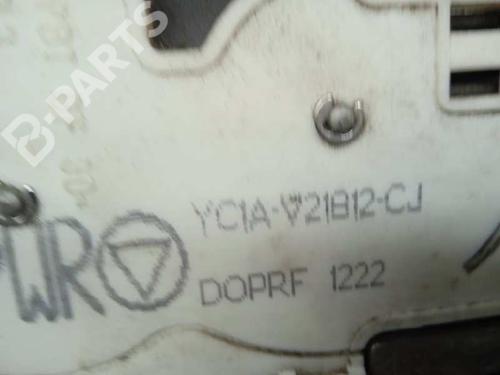 B-PARTS
YC1A-V21812-CJ
PWR
DOPRF 1222